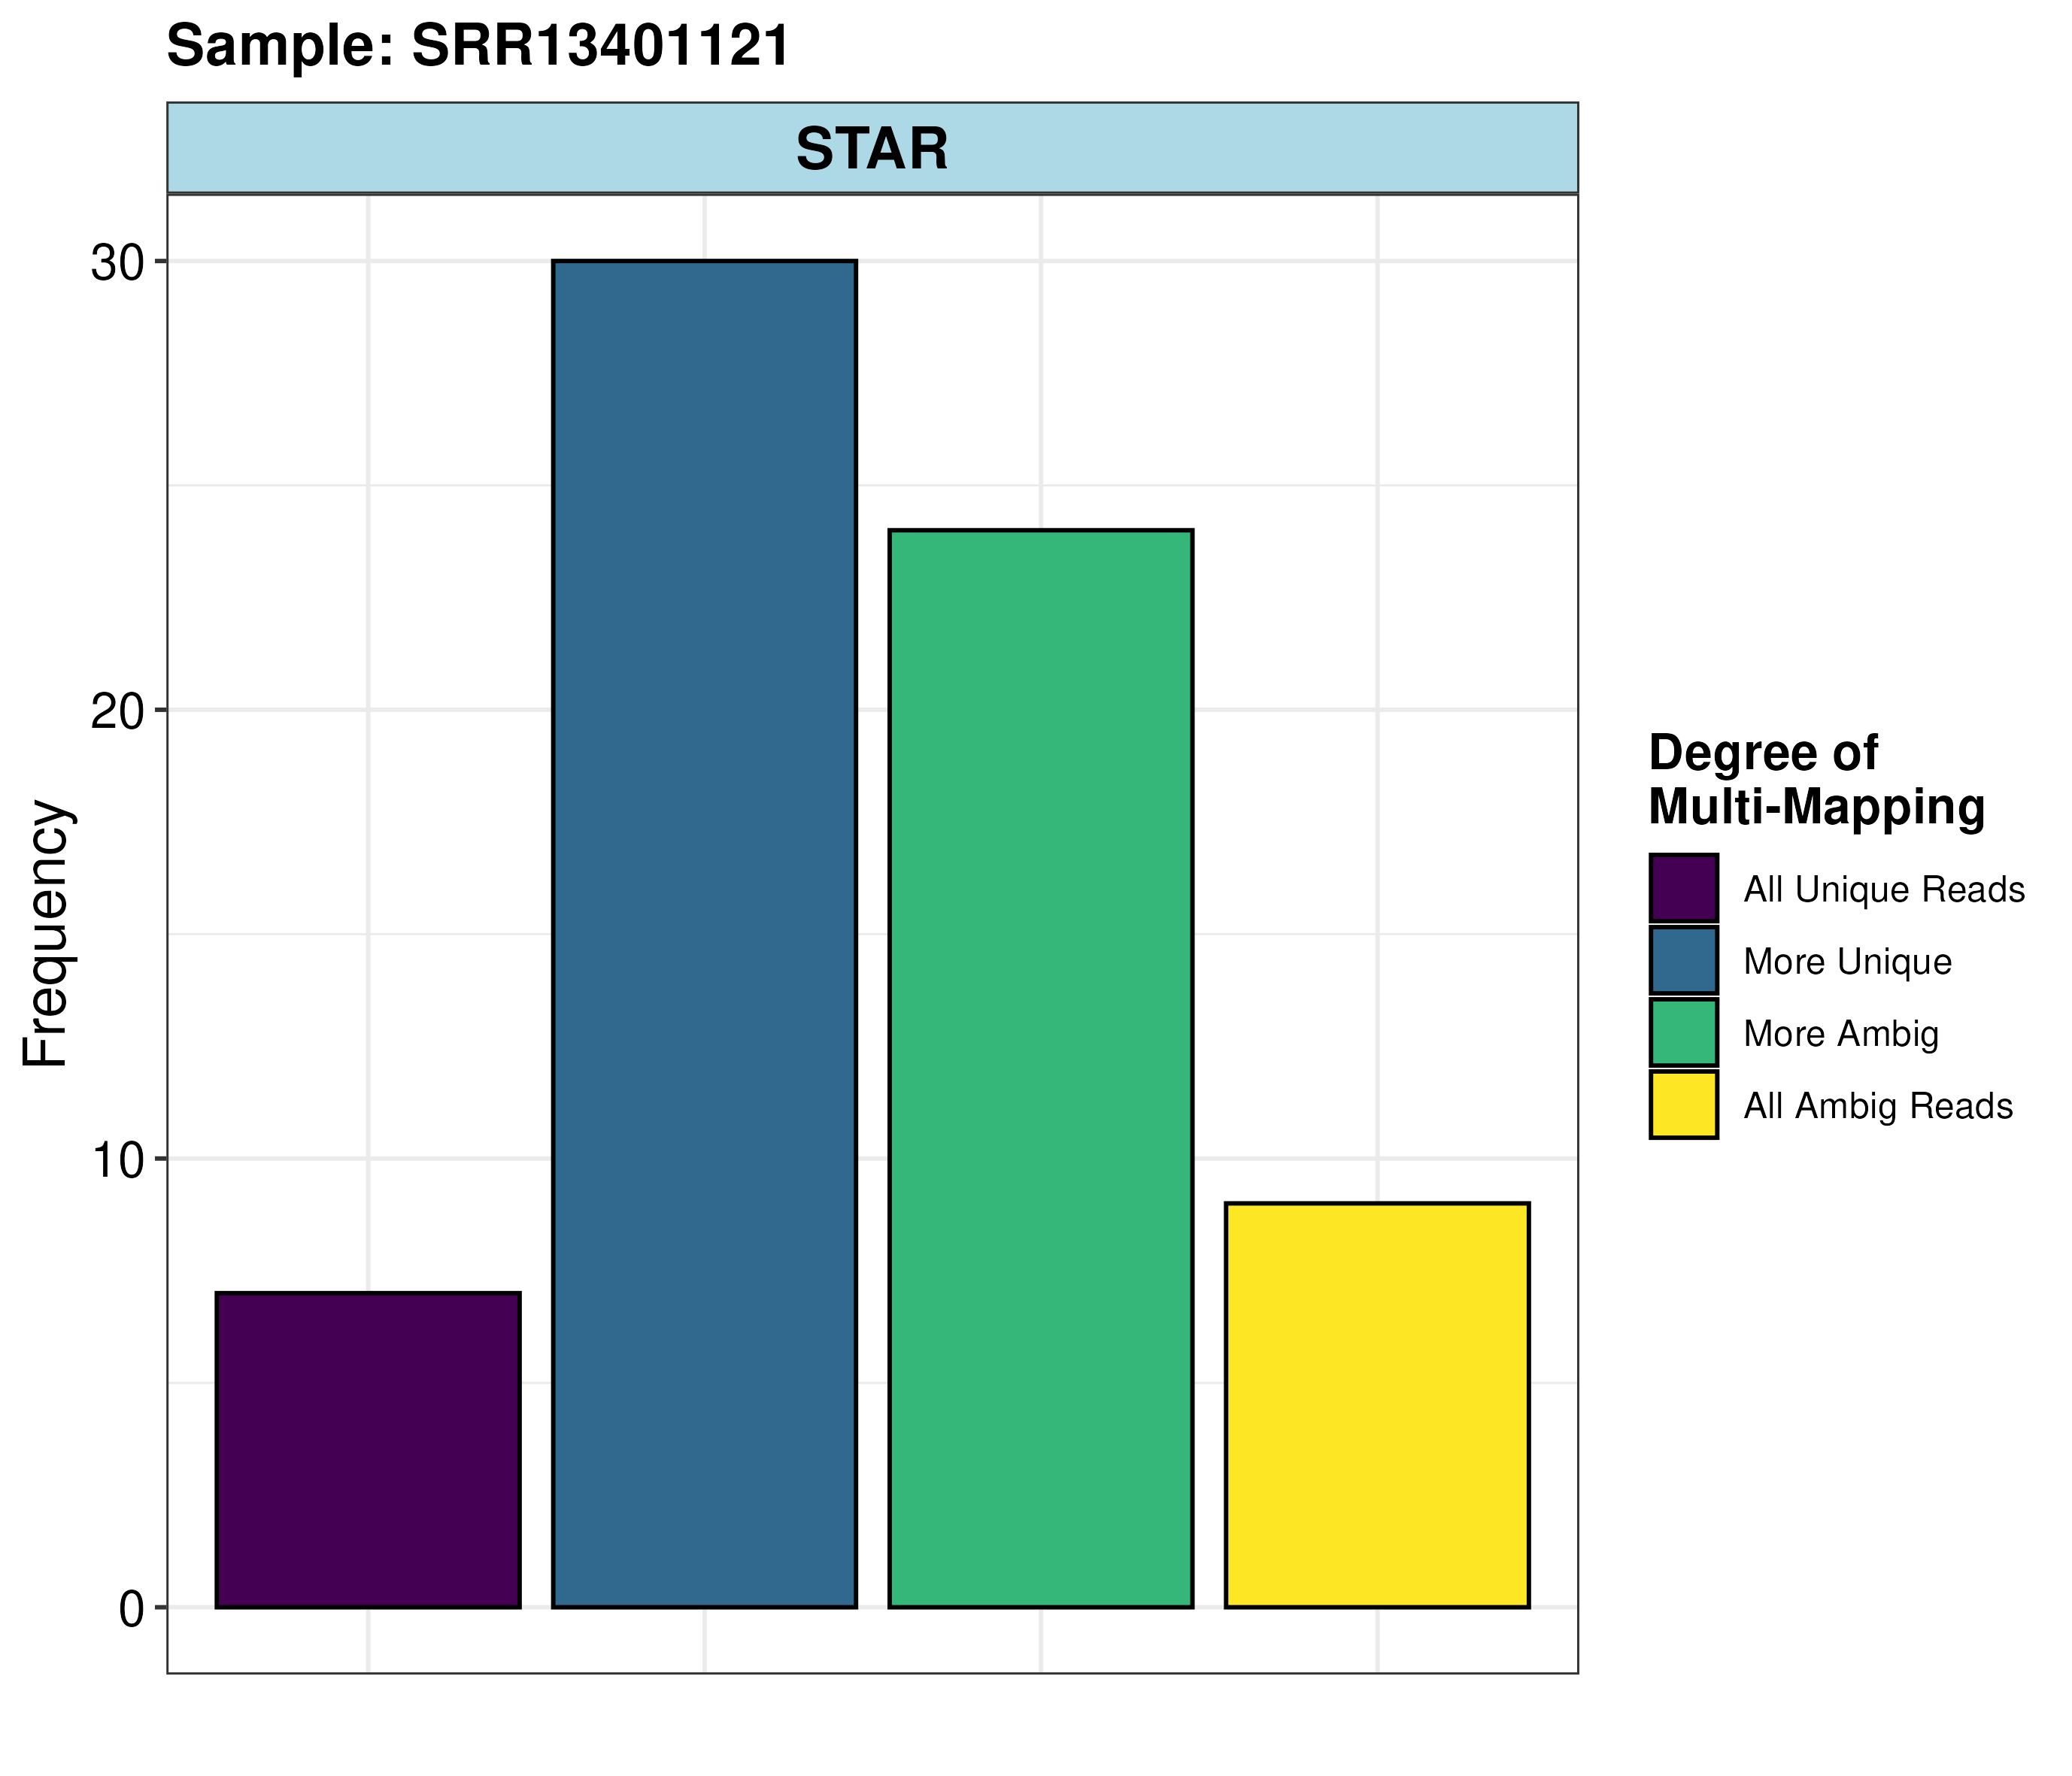 Sample: SRR13401121
STAR
30
20
10
0
Frequency
Degree of
Multi-Mapping
All Unique Reads
More Unique
More Ambig
All Ambig Reads